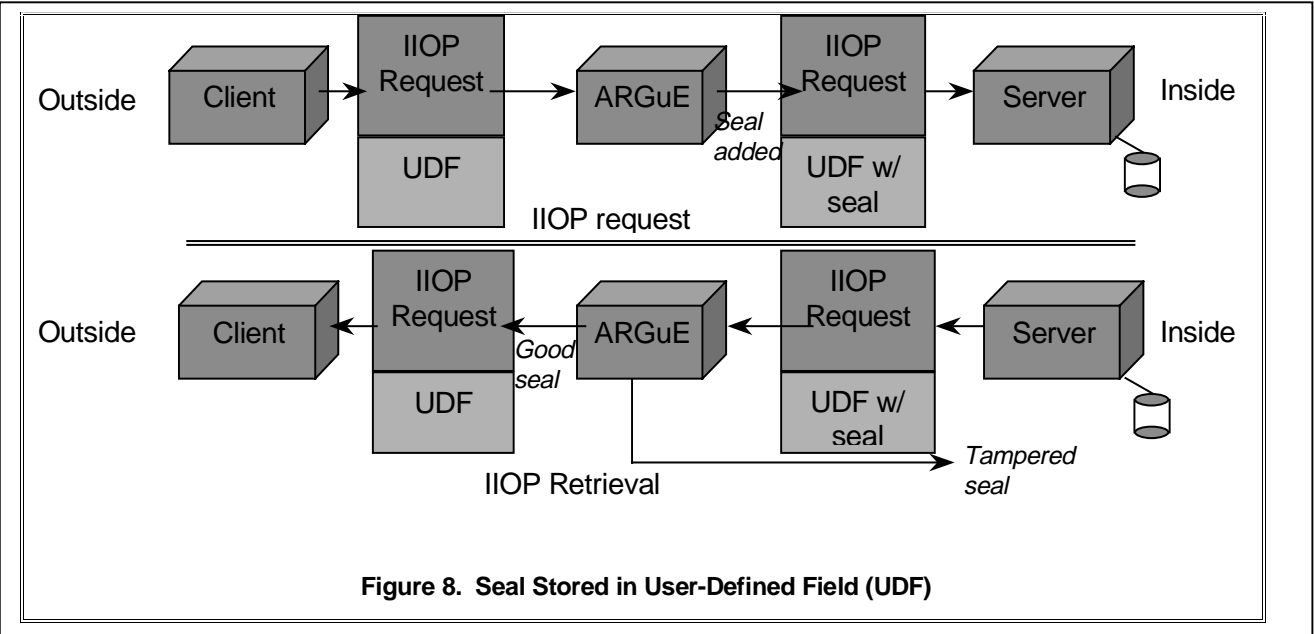 Outside
Client
IIOP
Request
UDF
ARGuE
Seal
added
IIOP
Request
UDF w/
seal
Server
Inside
IIOP request
Outside
Client
IIOP
Request
UDF
Good
seal
ARGuE
IIOP
Request
UDF w/
seal
Server
Inside
Tampered
seal
IIOP Retrieval
Figure 8. Seal Stored in User-Defined Field (UDF)